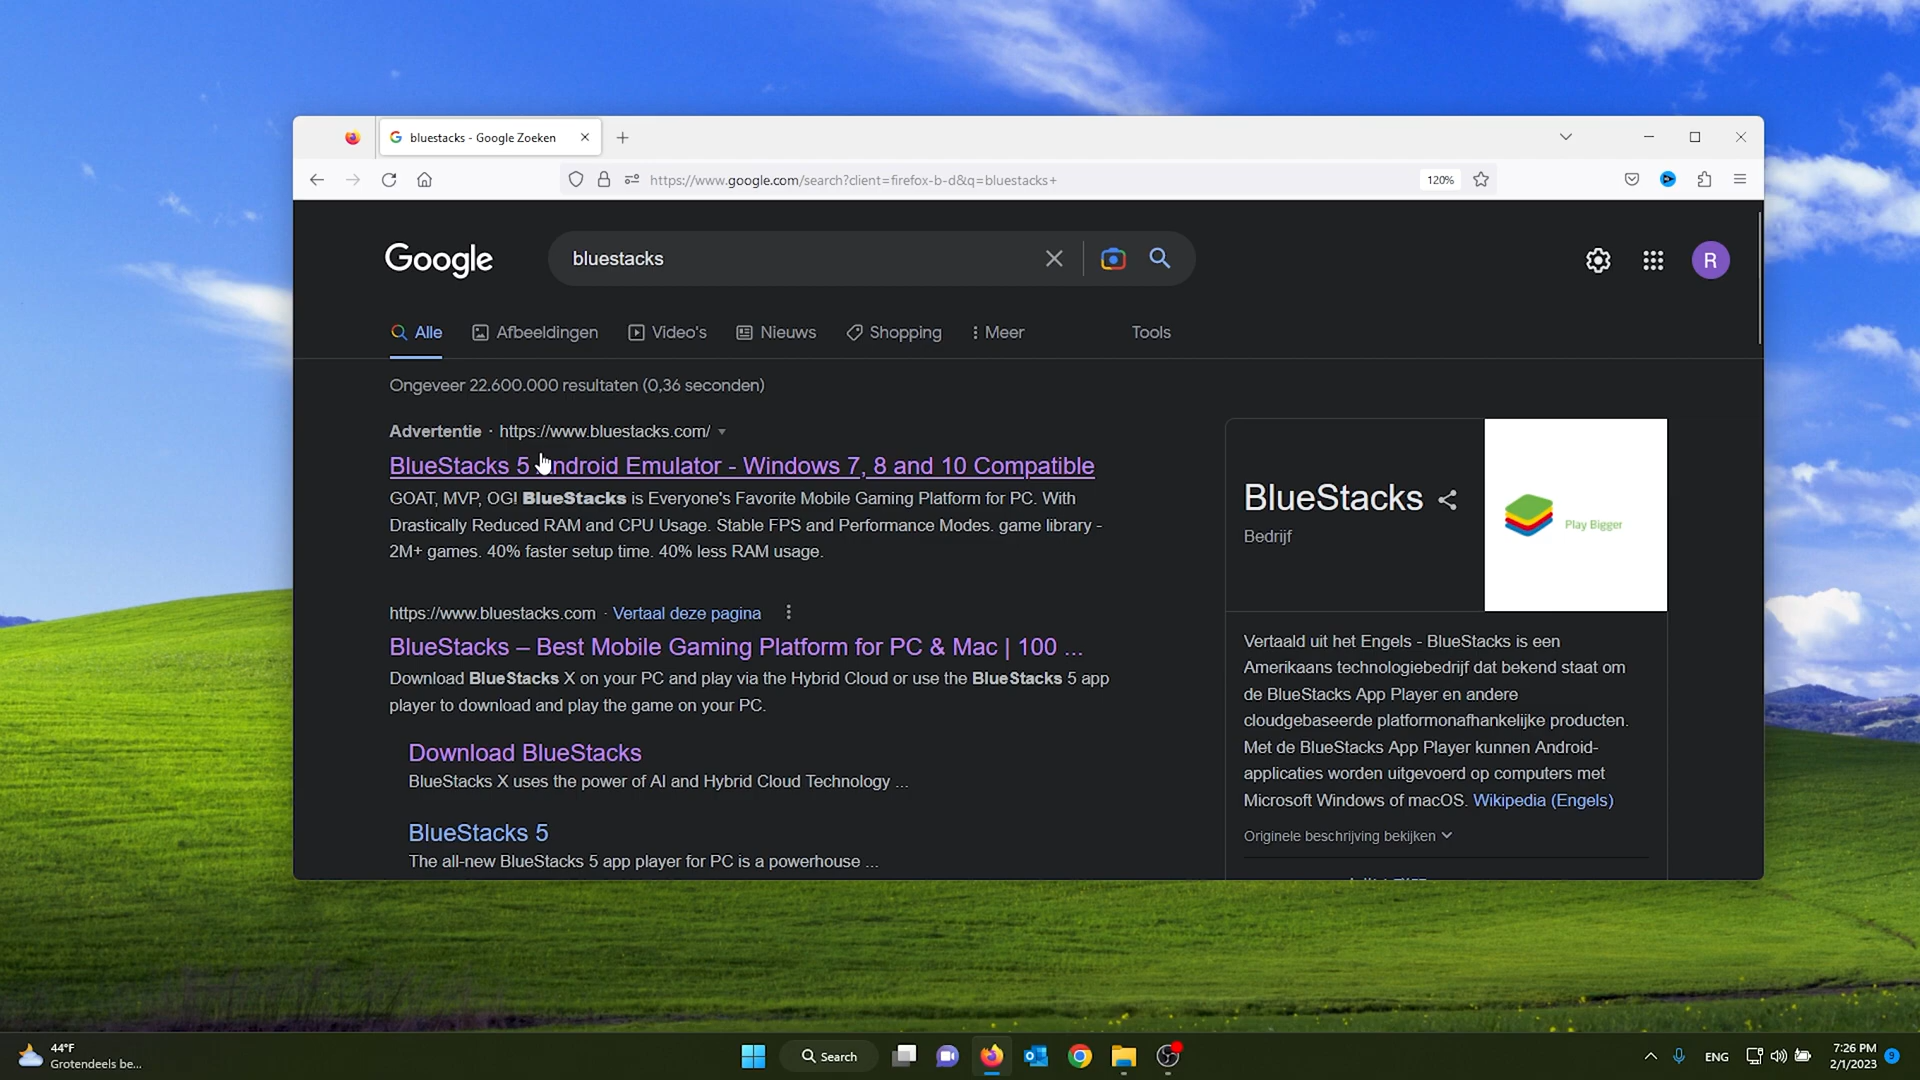 bluestacks - Google Zoeken
https://www.google.com/search?client=firefox-b-d&q=bluestacks+
120%
Google
bluestacks
R
Alle
Afbeeldingen
Video's
Nieuws
Shopping
Meer
Tools
Ongeveer 22.600.000 resultaten (0,36 seconden)
Advertentie · https://www.bluestacks.com/
BlueStacks 5 Android Emulator - Windows 7, 8 and 10 Compatible
GOAT, MVP, OG! BlueStacks is Everyone's Favorite Mobile Gaming Platform for PC. With
Drastically Reduced RAM and CPU Usage. Stable FPS and Performance Modes. game library -
2M+ games. 40% faster setup time. 40% less RAM usage.
https://www.bluestacks.com · Vertaal deze pagina
BlueStacks – Best Mobile Gaming Platform for PC & Mac | 100 ...
Download BlueStacks X on your PC and play via the Hybrid Cloud or use the BlueStacks 5 app
player to download and play the game on your PC.
Download BlueStacks
BlueStacks X uses the power of AI and Hybrid Cloud Technology ...
BlueStacks 5
The all-new BlueStacks 5 app player for PC is a powerhouse ...
BlueStacks
Bedrijf
Play Bigger
Vertaald uit het Engels - BlueStacks is een
Amerikaans technologiebedrijf dat bekend staat om
de BlueStacks App Player en andere
cloudgebaseerde platformonafhankelijke producten.
Met de BlueStacks App Player kunnen Android-
applicaties worden uitgevoerd op computers met
Microsoft Windows of macOS. Wikipedia (Engels)
Originele beschrijving bekijken
44°F
Grotendeels be...
Search
ENG
7:26 PM
2/1/2023
9